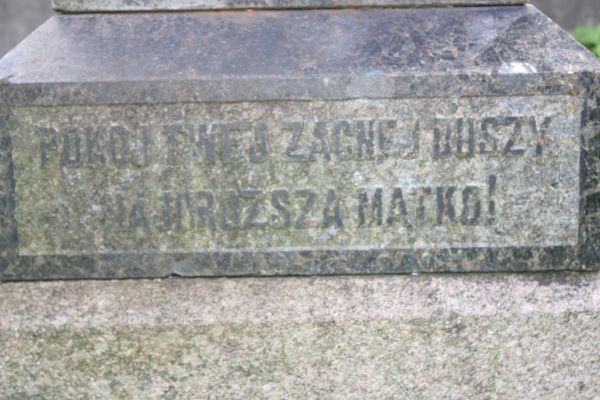 POKÓJ TWEJ ZACNEJ DUSZY
NAJDROŻSZA MATKO!